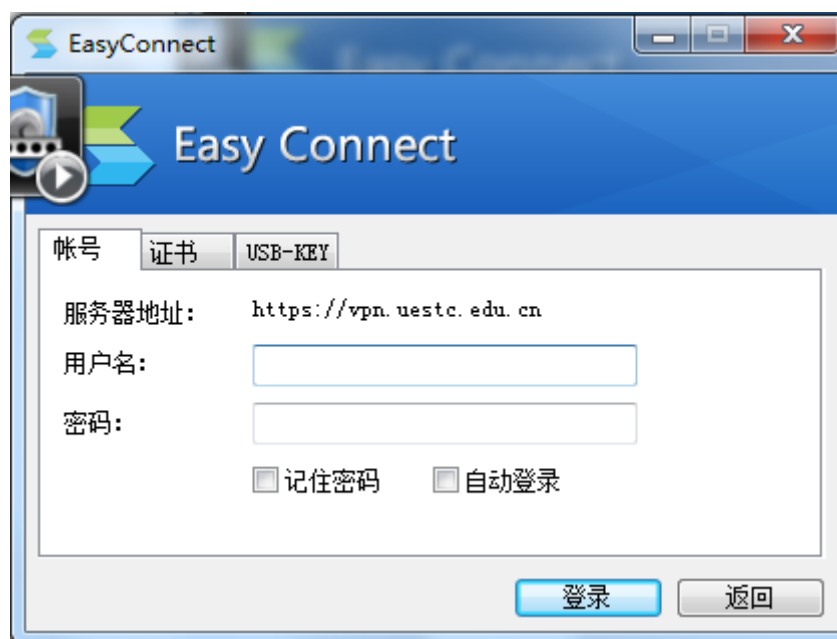 EasyConnect
Easy Connect
帐号 证书 USB-KEY
服务器地址: https://vpn.uestc.edu.cn
用户名:
密码:
记住密码 自动登录
登录 返回